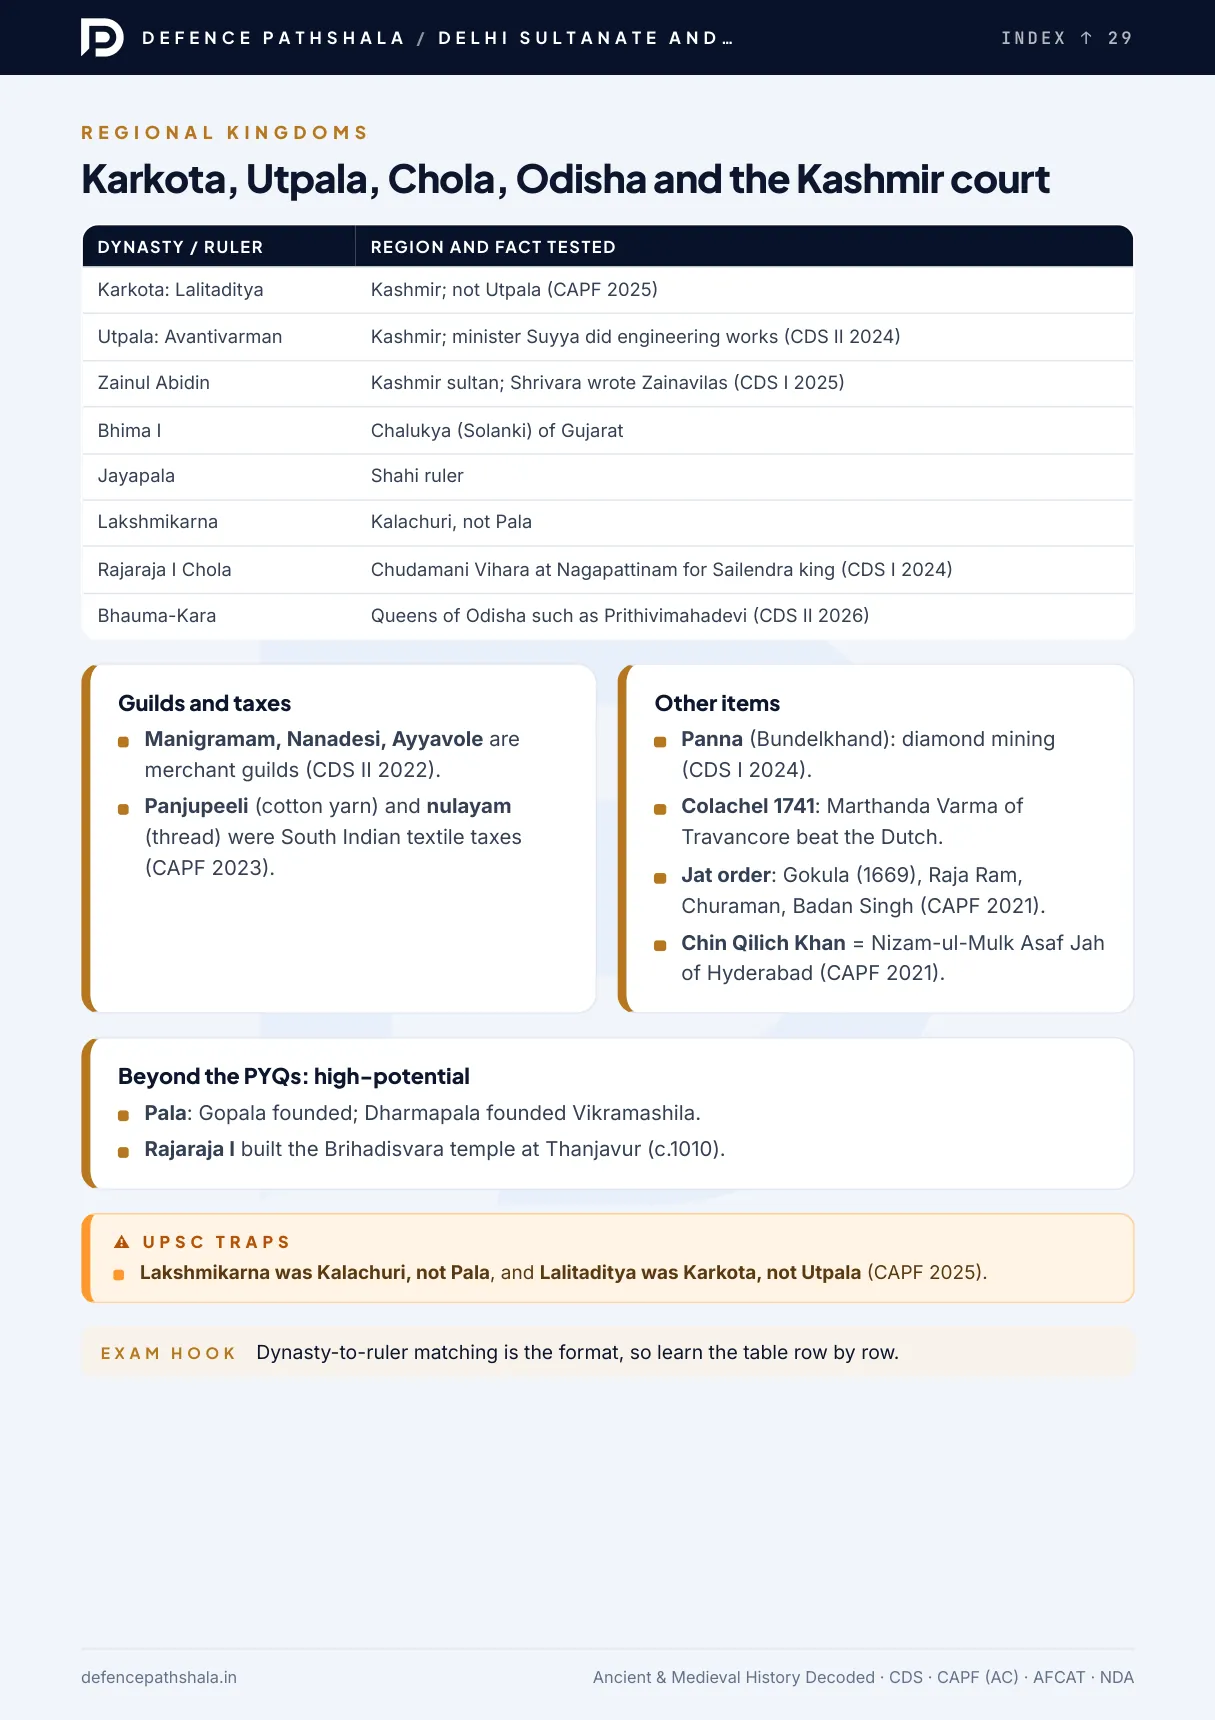 DEFENCE PATHSHALA / DELHI SULTANATE AND…
INDEX ↑ 29
REGIONAL KINGDOMS
Karkota, Utpala, Chola, Odisha and the Kashmir court
DYNASTY / RULER REGION AND FACT TESTED
Karkota: Lalitaditya Kashmir; not Utpala (CAPF 2025)
Utpala: Avantivarman Kashmir; minister Suyya did engineering works (CDS II 2024)
Zainul Abidin Kashmir sultan; Shrivara wrote Zainavilas (CDS I 2025)
Bhima I Chalukya (Solanki) of Gujarat
Jayapala Shahi ruler
Lakshmikarna Kalachuri, not Pala
Rajaraja I Chola Chudamani Vihara at Nagapattinam for Sailendra king (CDS I 2024)
Bhauma-Kara Queens of Odisha such as Prithivimahadevi (CDS II 2026)
Guilds and taxes
Manigramam, Nanadesi, Ayyavole are
merchant guilds (CDS II 2022).
Panjupeeli (cotton yarn) and nulayam
(thread) were South Indian textile taxes
(CAPF 2023).
Other items
Panna (Bundelkhand): diamond mining
(CDS I 2024).
Colachel 1741: Marthanda Varma of
Travancore beat the Dutch.
Jat order: Gokula (1669), Raja Ram,
Churaman, Badan Singh (CAPF 2021).
Chin Qilich Khan = Nizam-ul-Mulk Asaf Jah
of Hyderabad (CAPF 2021).
Beyond the PYQs: high-potential
Pala: Gopala founded; Dharmapala founded Vikramashila.
Rajaraja I built the Brihadisvara temple at Thanjavur (c.1010).
⚠ UPSC TRAPS
Lakshmikarna was Kalachuri, not Pala, and Lalitaditya was Karkota, not Utpala (CAPF 2025).
EXAM HOOK Dynasty-to-ruler matching is the format, so learn the table row by row.
defencepathshala.in
Ancient & Medieval History Decoded · CDS · CAPF (AC) · AFCAT · NDA